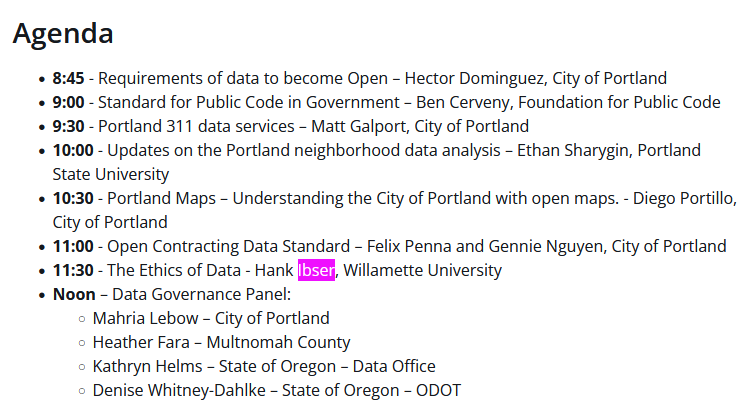 Agenda
• 8:45 - Requirements of data to become Open – Hector Dominguez, City of Portland
• 9:00 - Standard for Public Code in Government – Ben Cerveny, Foundation for Public Code
• 9:30 - Portland 311 data services – Matt Galport, City of Portland
• 10:00 - Updates on the Portland neighborhood data analysis – Ethan Sharygin, Portland
State University
• 10:30 - Portland Maps – Understanding the City of Portland with open maps. - Diego Portillo,
City of Portland
• 11:00 - Open Contracting Data Standard – Felix Penna and Gennie Nguyen, City of Portland
• 11:30 - The Ethics of Data - Hank Ibser, Willamette University
• Noon – Data Governance Panel:
○ Mahria Lebow – City of Portland
○ Heather Fara – Multnomah County
○ Kathryn Helms – State of Oregon – Data Office
○ Denise Whitney-Dahlke – State of Oregon – ODOT